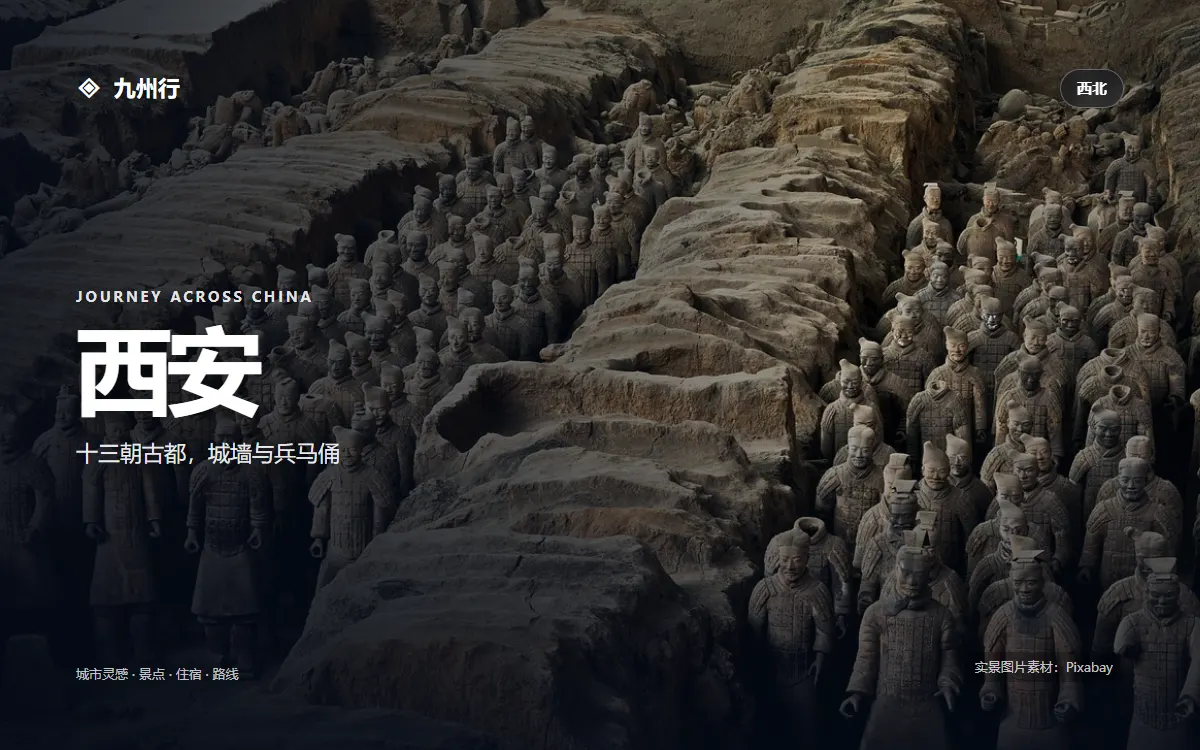 九州行
西北
JOURNEY ACROSS CHINA
西安
十三朝古都，城墙与兵马俑
城市灵感 · 景点 · 住宿 · 路线
实景图片素材：Pixabay